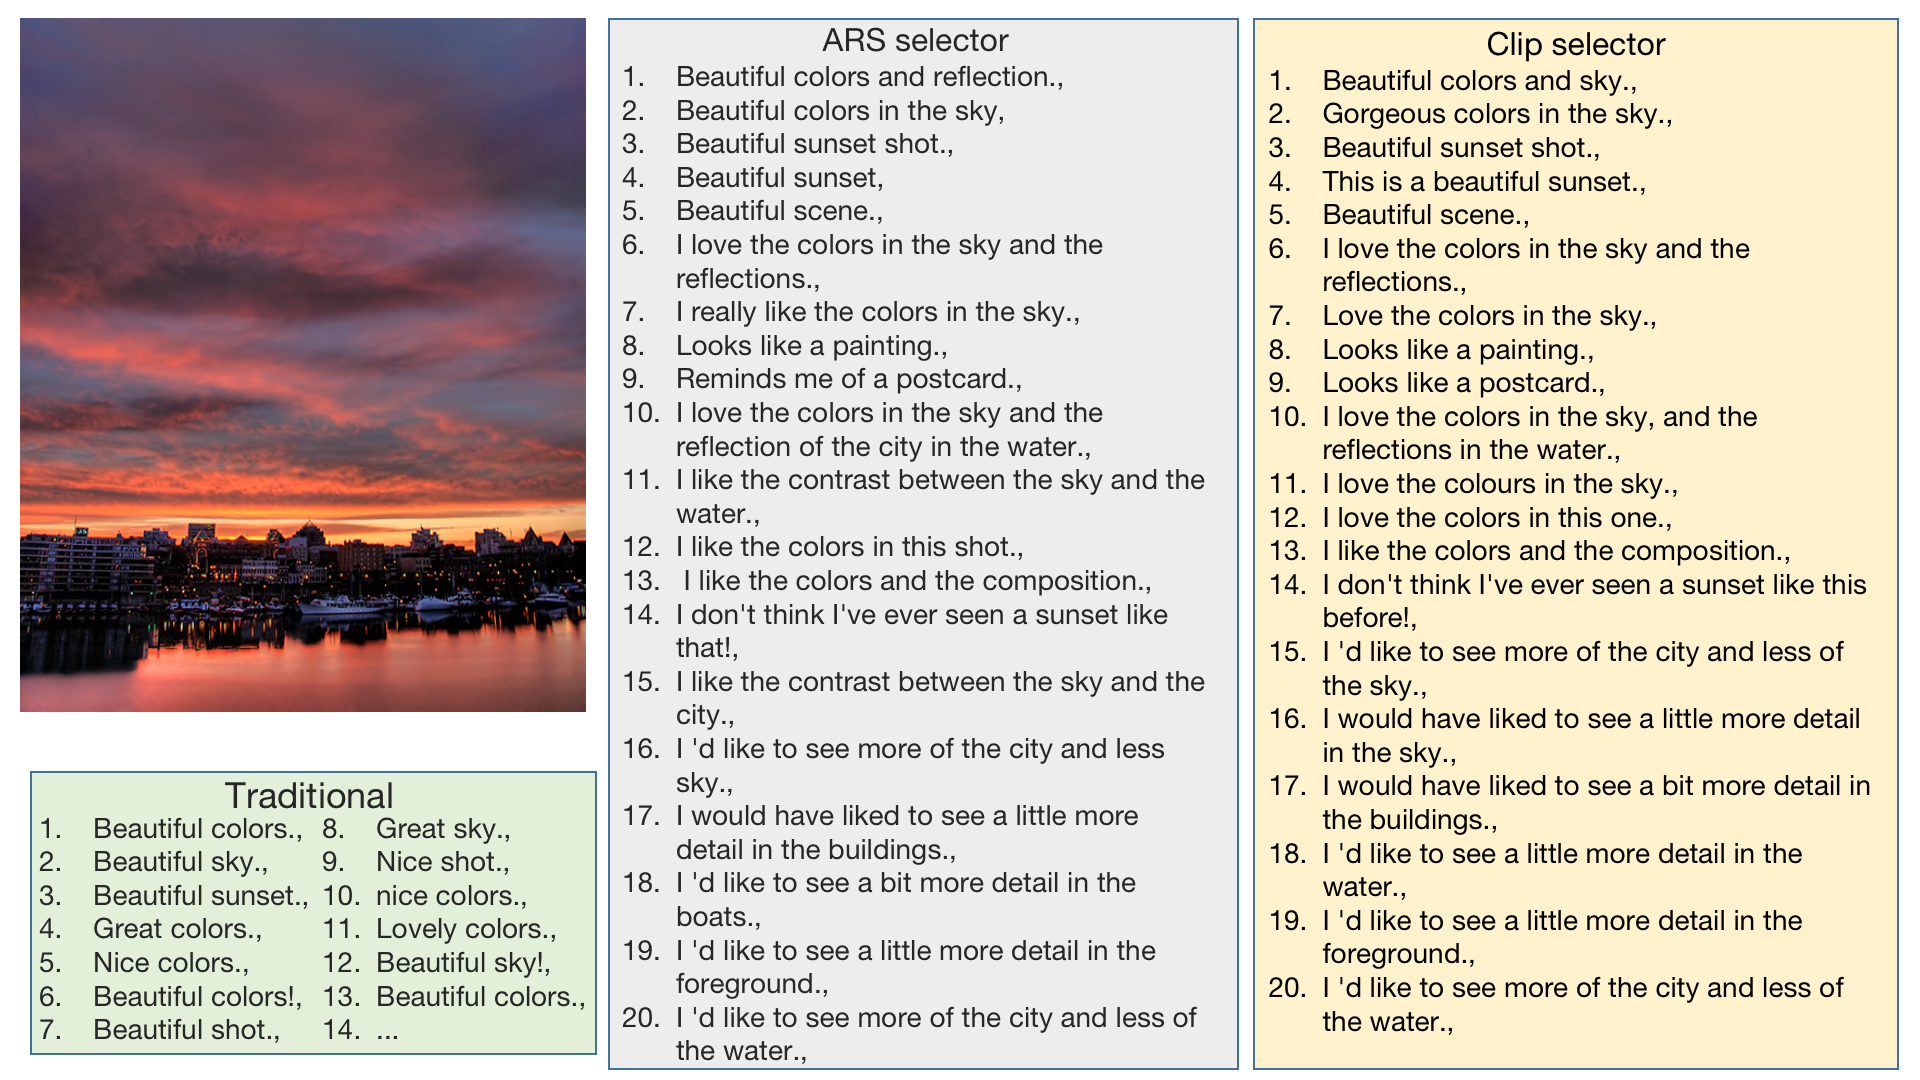 ARS selector
1. Beautiful colors and reflection.,
2. Beautiful colors in the sky,
3. Beautiful sunset shot.,
4. Beautiful sunset,
5. Beautiful scene.,
6. I love the colors in the sky and the
reflections.,
7. I really like the colors in the sky.,
8. Looks like a painting.,
9. Reminds me of a postcard.,
10. I love the colors in the sky and the
reflection of the city in the water.,
11. I like the contrast between the sky and the
water.,
12. I like the colors in this shot.,
13. I like the colors and the composition.,
14. I don't think I've ever seen a sunset like
that!,
15. I like the contrast between the sky and the
city.,
16. I 'd like to see more of the city and less
sky.,
17. I would have liked to see a little more
detail in the buildings.,
18. I 'd like to see a bit more detail in the
boats.,
19. I 'd like to see a little more detail in the
foreground.,
20. I 'd like to see more of the city and less of
the water.,
Clip selector
1. Beautiful colors and sky.,
2. Gorgeous colors in the sky.,
3. Beautiful sunset shot.,
4. This is a beautiful sunset.,
5. Beautiful scene.,
6. I love the colors in the sky and the
reflections.,
7. Love the colors in the sky.,
8. Looks like a painting.,
9. Looks like a postcard.,
10. I love the colors in the sky, and the
reflections in the water.,
11. I love the colours in the sky.,
12. I love the colors in this one.,
13. I like the colors and the composition.,
14. I don't think I've ever seen a sunset like this
before!,
15. I 'd like to see more of the city and less of
the sky.,
16. I would have liked to see a little more detail
in the sky.,
17. I would have liked to see a bit more detail in
the buildings.,
18. I 'd like to see a little more detail in the
water.,
19. I 'd like to see a little more detail in the
foreground.,
20. I 'd like to see more of the city and less of
the water.,
Traditional
1. Beautiful colors.,
2. Beautiful sky.,
3. Beautiful sunset.,
4. Great colors.,
5. Nice colors.,
6. Beautiful colors!,
7. Beautiful shot.,
8. Great sky.,
9. Nice shot.,
10. nice colors.,
11. Lovely colors.,
12. Beautiful sky!,
13. Beautiful colors.,
14. ...